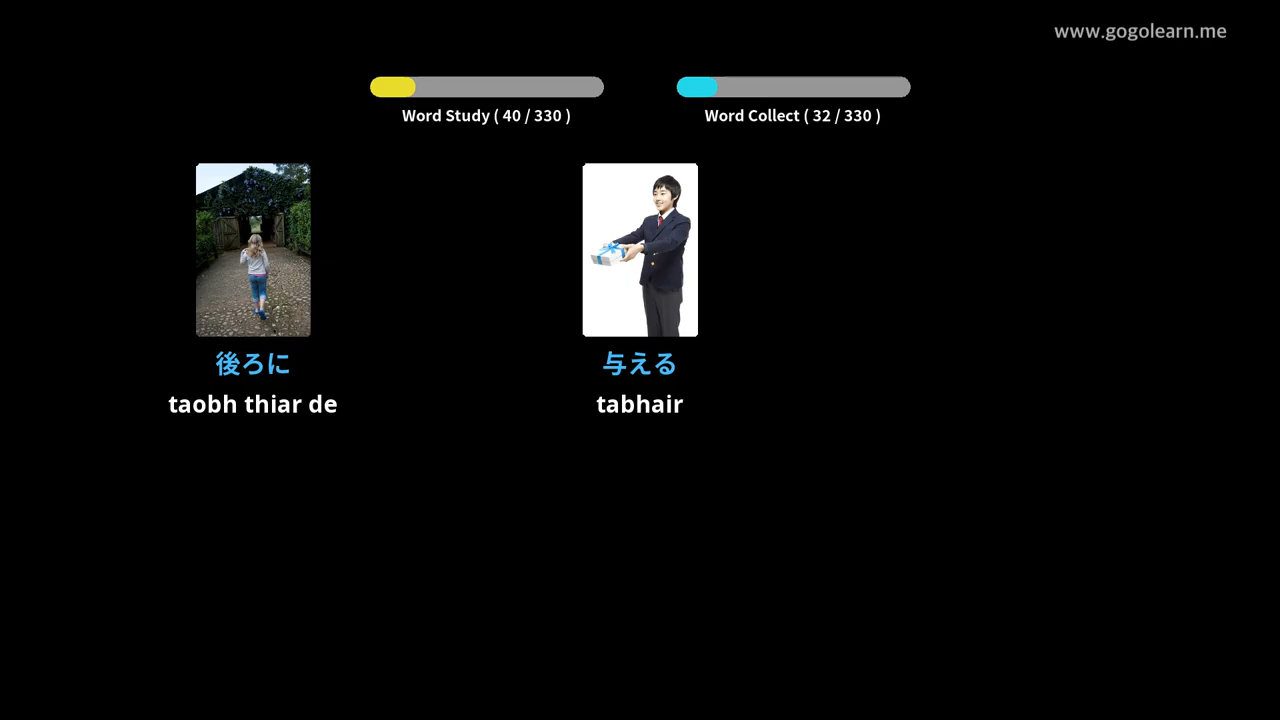 www.gogolearn.me
Word Study ( 40 / 330 )
Word Collect ( 32 / 330 )
後ろに
taobh thiar de
与える
tabhair